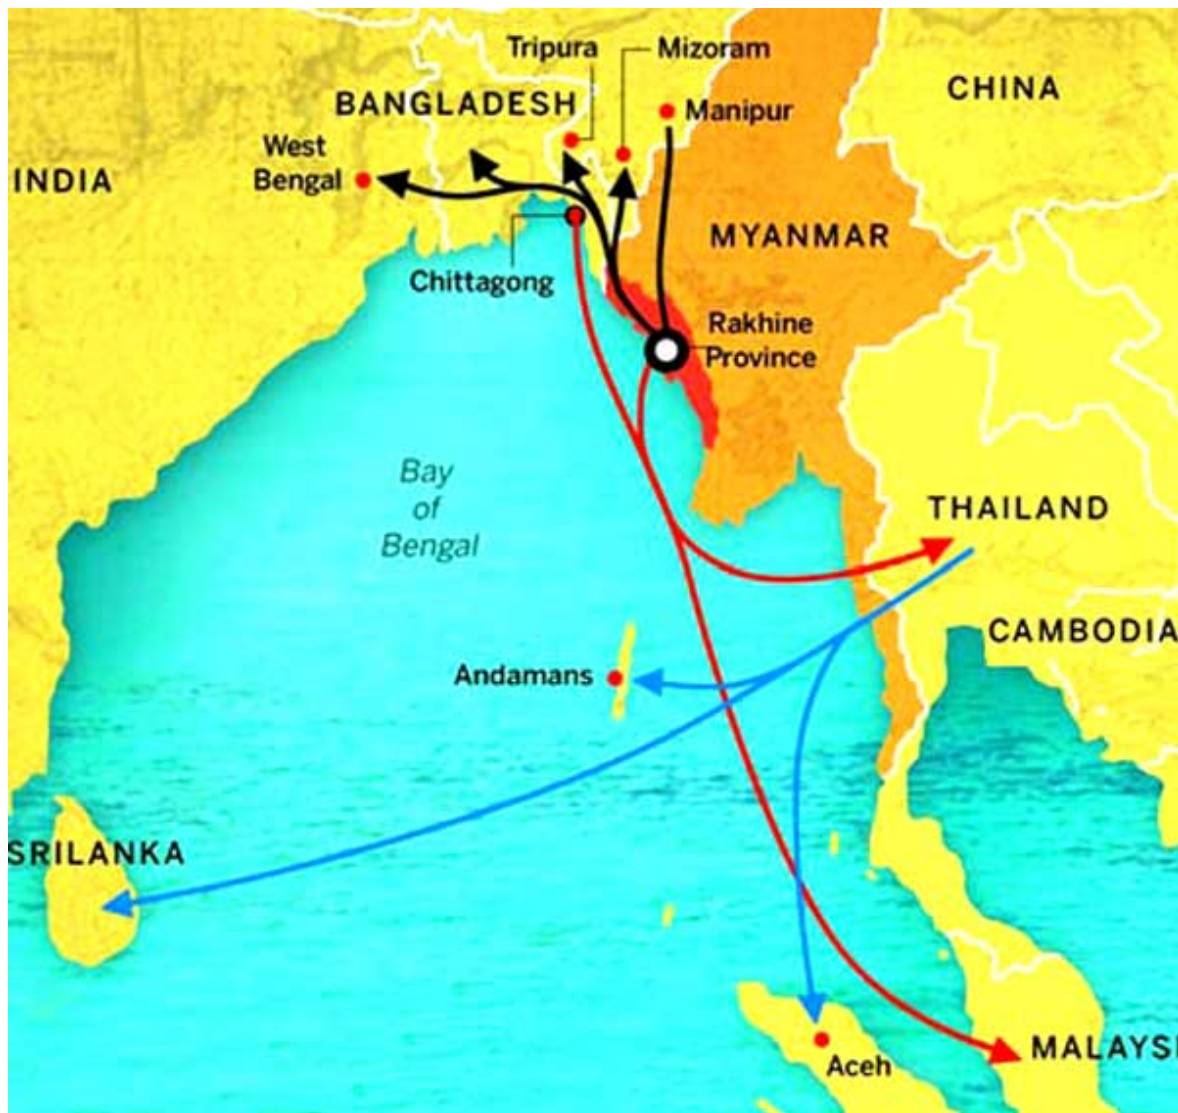 Tripura
Mizoram
CHINA
BANGLADESH
Manipur
West
Bengal
INDIA
MYANMAR
Chittagong
Rakhine
Province
Bay
of
Bengal
THAILAND
CAMBODIA
Andamans
SRILANKA
MALAYSI
Aceh